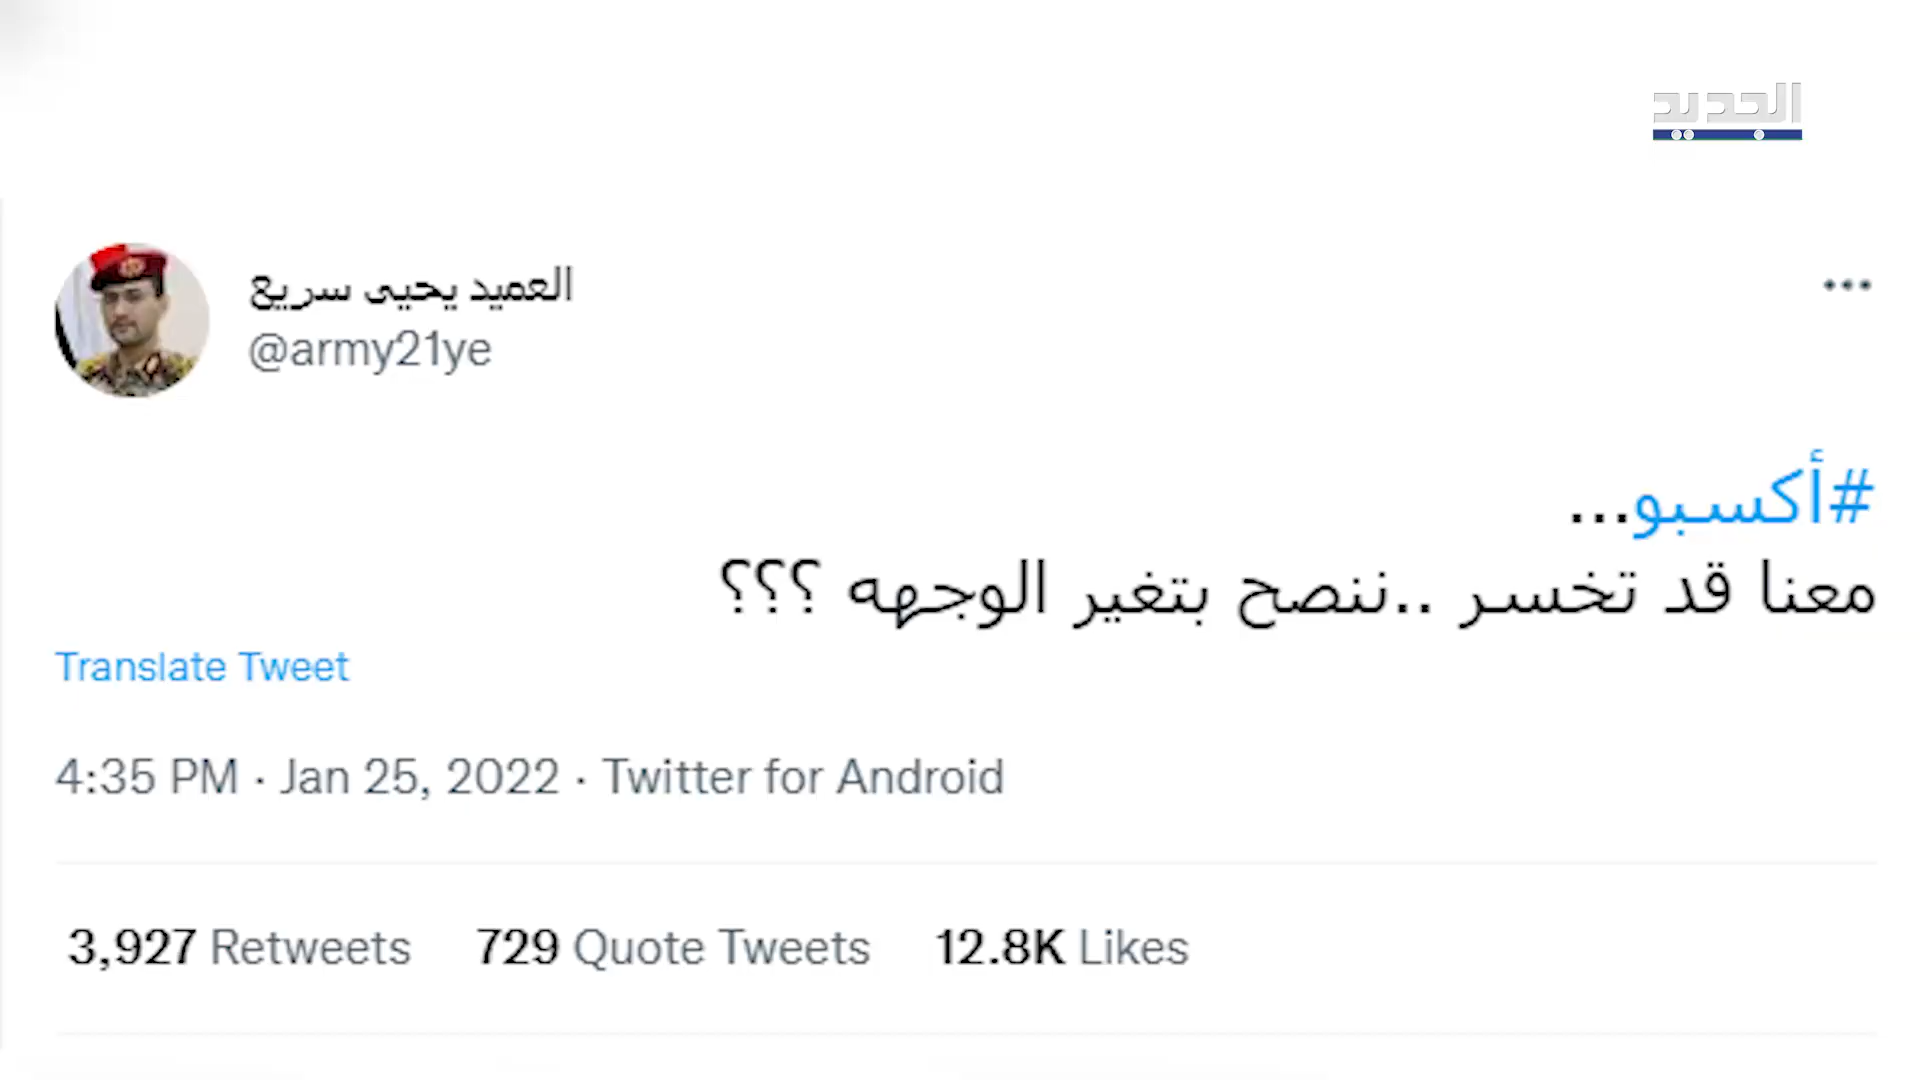 الجديد
العميد يحيى سريع
@army21ye
#أكسبو...
معنا قد تخسر ..ننصح بتغير الوجهه ؟؟؟
Translate Tweet
4:35 PM · Jan 25, 2022 · Twitter for Android
3,927 Retweets 729 Quote Tweets 12.8K Likes